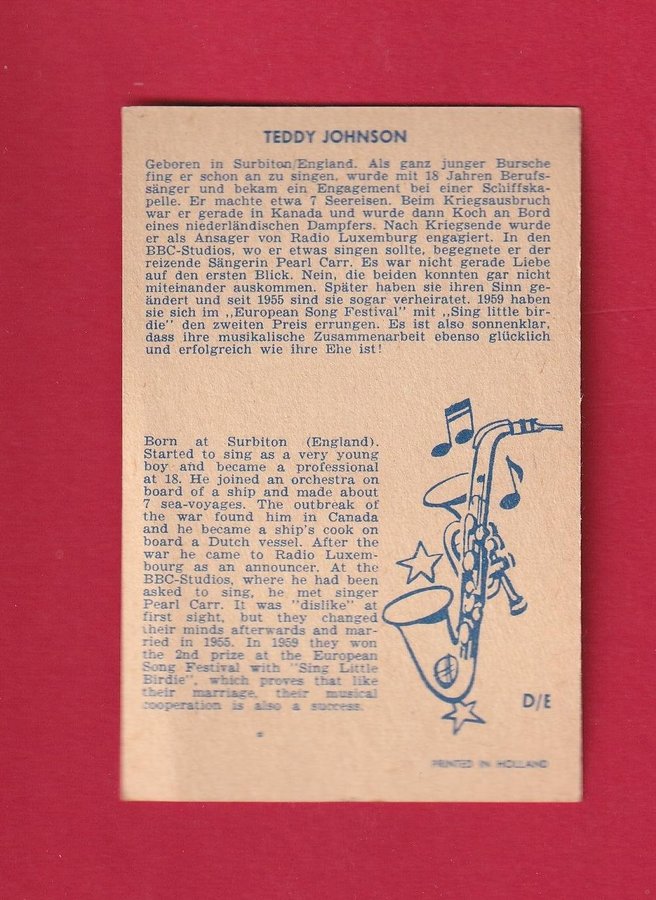 TEDDY JOHNSON
Geboren in Surbiton/England. Als ganz junger Bursche
fing er schon an zu singen, wurde mit 18 Jahren Berufs-
sänger und bekam ein Engagement bei einer Schiffska-
pelle. Er machte etwa 7 Seereisen. Beim Kriegsausbruch
war er gerade in Kanada und wurde dann Koch an Bord
eines niederländischen Dampfers. Nach Kriegsende wurde
er als Ansager von Radio Luxemburg engagiert. In den
BBC-Studios, wo er etwas singen sollte, begegnete er der
reizende Sängerin Pearl Carr. Es war nicht gerade Liebe
auf den ersten Blick. Nein, die beiden konnten gar nicht
miteinander auskommen. Später haben sie ihren Sinn ge-
ändert und seit 1955 sind sie sogar verheiratet. 1959 haben
sie sich im „European Song Festival" mit „Sing little bir-
die" den zweiten Preis errungen. Es ist also sonnenklar,
dass ihre musikalische Zusammenarbeit ebenso glücklich
und erfolgreich wie ihre Ehe ist!
Born at Surbiton (England).
Started to sing as a very young
boy and became a professional
at 18. He joined an orchestra on
board of a ship and made about
7 sea-voyages. The outbreak of
the war found him in Canada
and he became a ship's cook on
board a Dutch vessel. After the
war he came to Radio Luxem-
bourg as an announcer. At the
BBC-Studios, where he had been
asked to sing, he met singer
Pearl Carr. It was "dislike" at
first sight, but they changed
their minds afterwards and mar-
ried in 1955. In 1959 they won
the 2nd prize at the European
Song Festival with "Sing Little
Birdie", which proves that like
their marriage, their musical
cooperation is also a success.
D/E
PRINTED IN HOLLAND